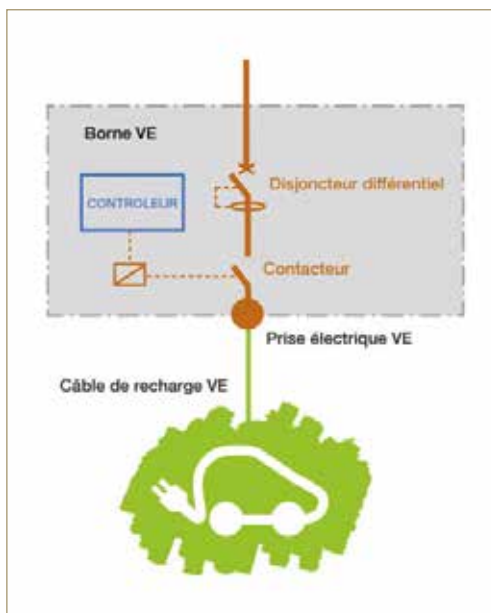 Borne VE
Disjoncteur différentiel
CONTROLEUR
Contacteur
Prise électrique VE
Câble de recharge VE